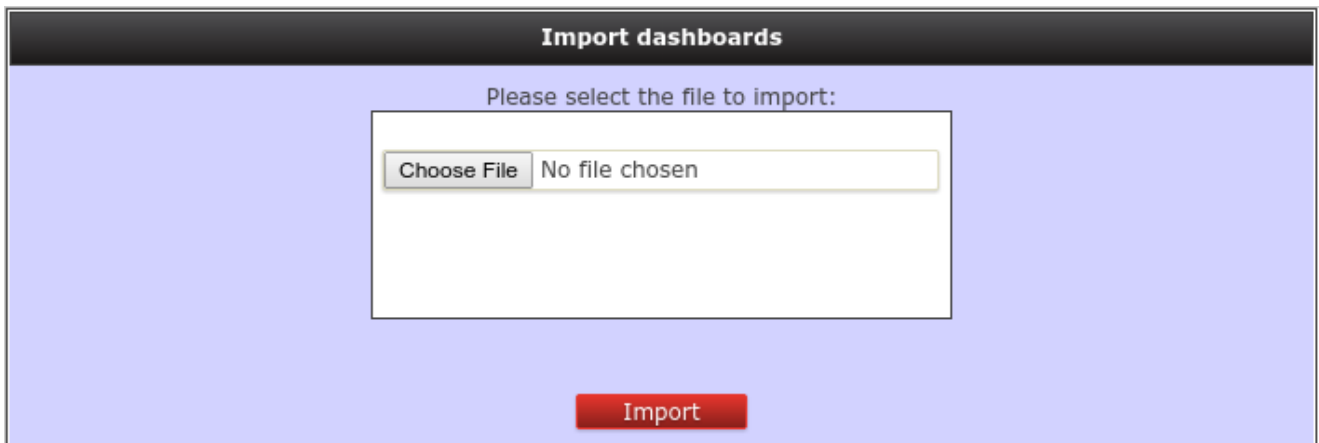 Import dashboards
Please select the file to import:
Choose File No file chosen
Import